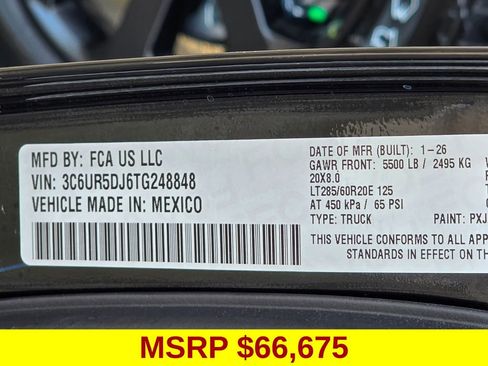 MFD BY: FCA US LLC
VIN: 3C6UR5DJ6TG248848
VEHICLE MADE IN: MEXICO
DATE OF MFR (BUILT): 1-26
GAWR FRONT: 5500 LB / 2495 KG
20X8.0
LT285/60R20E 125
AT 450 kPa / 65 PSI
TYPE: TRUCK PAINT: PXJ
THIS VEHICLE CONFORMS TO ALL APP
STANDARDS IN EFFECT ON THE
MSRP $66,675